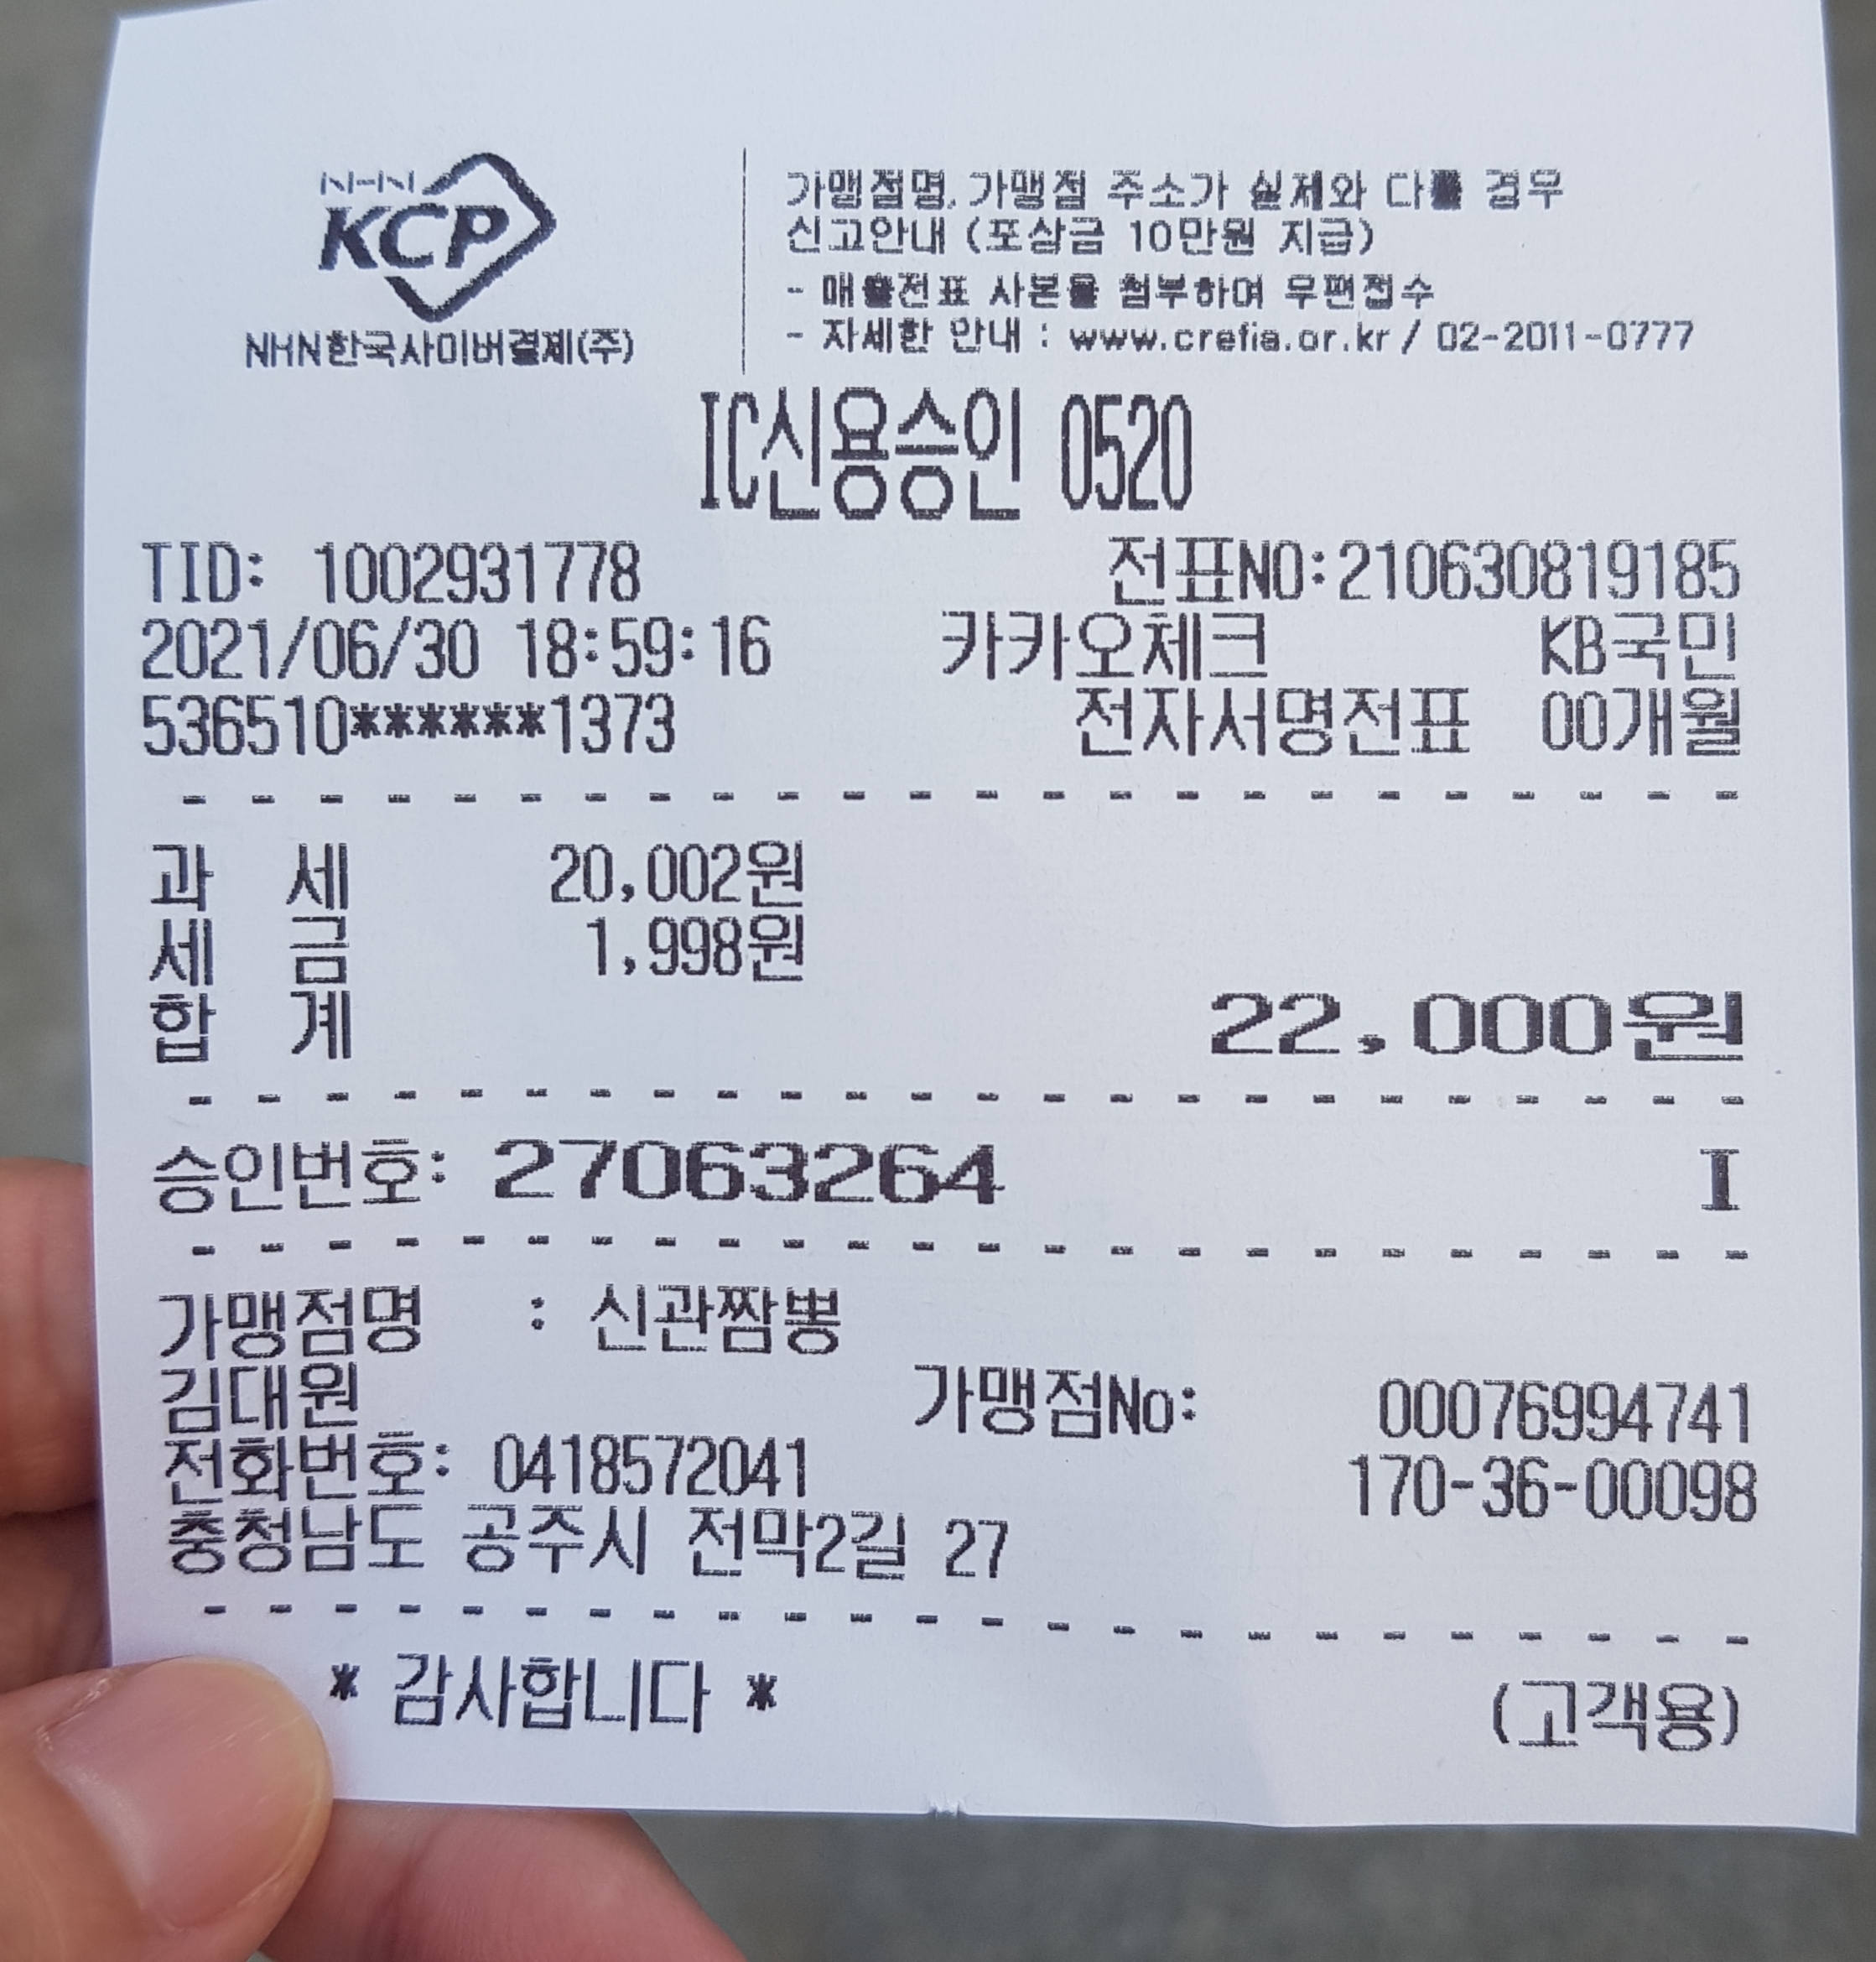 NHN
KCP
NHN한국사이버결제(주)
가맹점명, 가맹점 주소가 실제와 다를 경우
신고안내 (포상금 10만원 지급)
- 매출전표 사본을 첨부하여 우편접수
- 자세한 안내 : www.crefia.or.kr / 02-2011-0777
IC신용승인 0520
TID: 1002931778 전표NO:210630819185
2021/06/30 18:59:16 카카오체크 KB국민
536510******1373 전자서명전표 00개월
과 세 20,002원
세 금 1,998원
합 계 22,000원
승인번호: 27063264 I
가맹점명 : 신관짬뽕
김대원 가맹점No: 00076994741
전화번호: 0418572041 170-36-00098
충청남도 공주시 전막2길 27
* 감사합니다 * (고객용)